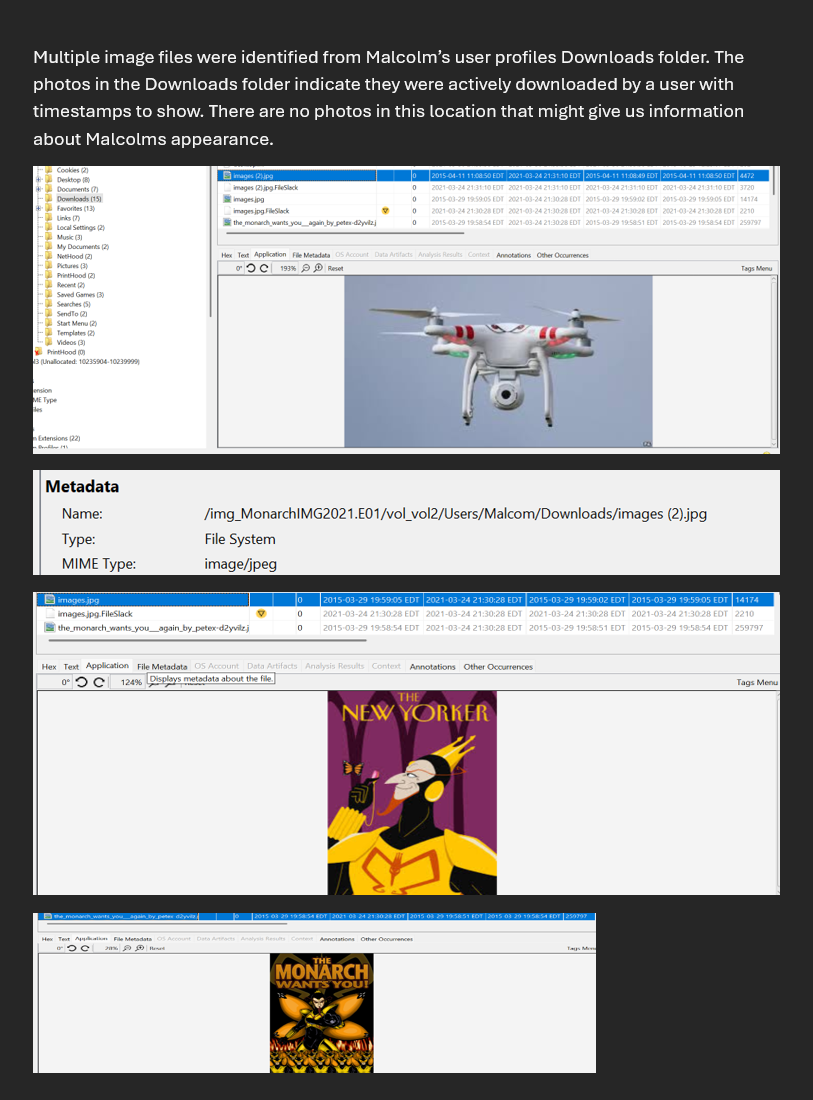 Multiple image files were identified from Malcolm’s user profiles Downloads folder. The
photos in the Downloads folder indicate they were actively downloaded by a user with
timestamps to show. There are no photos in this location that might give us information
about Malcolms appearance.
Cookies (2)
Desktop (8)
Documents (7)
Downloads (15)
Favorites (13)
Links (7)
Local Settings (2)
Music (3)
My Documents (2)
NetHood (2)
Pictures (3)
PrintHood (2)
Recent (2)
Saved Games (3)
Searches (5)
SendTo (2)
Start Menu (2)
Templates (2)
Videos (3)
PrintHood (0)
(Unallocated: 10235904-10239999)
ension
ME Type
iles
n Extensions (22)
images (2).jpg 0 2015-04-11 11:08:50 EDT 2021-03-24 21:31:10 EDT 2015-04-11 11:08:49 EDT 2015-04-11 11:08:50 EDT 4472
images (2).jpg.FileSlack 0 2021-03-24 21:31:10 EDT 2021-03-24 21:31:10 EDT 2021-03-24 21:31:10 EDT 2021-03-24 21:31:10 EDT 3720
images.jpg 0 2015-03-29 19:59:05 EDT 2021-03-24 21:30:28 EDT 2015-03-29 19:59:02 EDT 2015-03-29 19:59:05 EDT 14174
images.jpg.FileSlack 0 2021-03-24 21:30:28 EDT 2021-03-24 21:30:28 EDT 2021-03-24 21:30:28 EDT 2021-03-24 21:30:28 EDT 2210
the_monarch_wants_you__again_by_petex-d2yvilz.j 0 2015-03-29 19:58:54 EDT 2021-03-24 21:30:28 EDT 2015-03-29 19:58:51 EDT 2015-03-29 19:58:54 EDT 259797
Hex Text Application File Metadata OS Account Data Artifacts Analysis Results Context Annotations Other Occurrences
0° 193% Reset Tags Menu
Metadata
Name: /img_MonarchIMG2021.E01/vol_vol2/Users/Malcom/Downloads/images (2).jpg
Type: File System
MIME Type: image/jpeg
images.jpg 0 2015-03-29 19:59:05 EDT 2021-03-24 21:30:28 EDT 2015-03-29 19:59:02 EDT 2015-03-29 19:59:05 EDT 14174
images.jpg.FileSlack 0 2021-03-24 21:30:28 EDT 2021-03-24 21:30:28 EDT 2021-03-24 21:30:28 EDT 2021-03-24 21:30:28 EDT 2210
the_monarch_wants_you__again_by_petex-d2yvilz.j 0 2015-03-29 19:58:54 EDT 2021-03-24 21:30:28 EDT 2015-03-29 19:58:51 EDT 2015-03-29 19:58:54 EDT 259797
Hex Text Application File Metadata OS Account Data Artifacts Analysis Results Context Annotations Other Occurrences
0° 124% Tags Menu
Displays metadata about the file.
THE
NEW YORKER
the_monarch_wants_you__again_by_petex-d2yvilz.j 0 2015-03-29 19:58:54 EDT 2021-03-24 21:30:28 EDT 2015-03-29 19:58:51 EDT 2015-03-29 19:58:54 EDT 259797
Hex Text Application File Metadata OS Account Data Artifacts Analysis Results Context Annotations Other Occurrences
0° 28% Reset Tags Menu
THE
MONARCH
WANTS YOU!